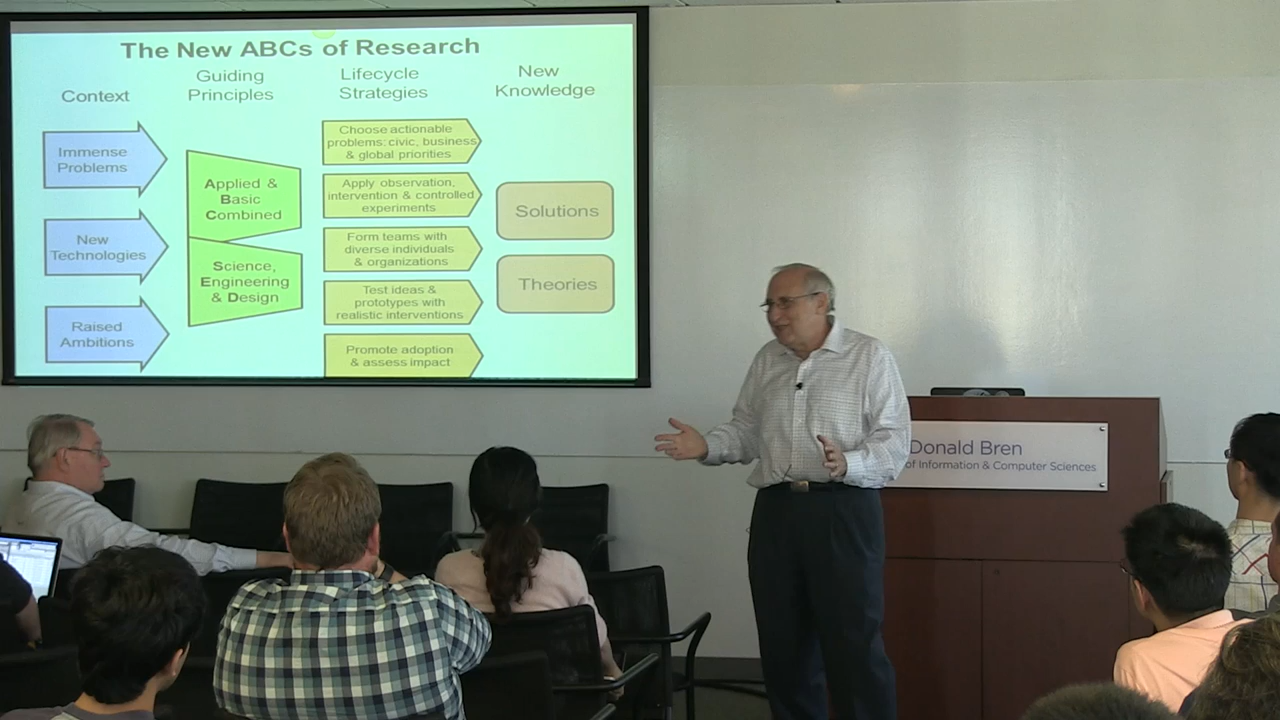 The New ABCs of Research
Context
Guiding
Principles
Lifecycle
Strategies
New
Knowledge
Immense
Problems
New
Technologies
Raised
Ambitions
Applied &
Basic
Combined
Science,
Engineering
& Design
Choose actionable
problems: civic, business
& global priorities
Apply observation,
intervention & controlled
experiments
Form teams with
diverse individuals
& organizations
Test ideas &
prototypes with
realistic interventions
Promote adoption
& assess impact
Solutions
Theories
Donald Bren
of Information & Computer Sciences